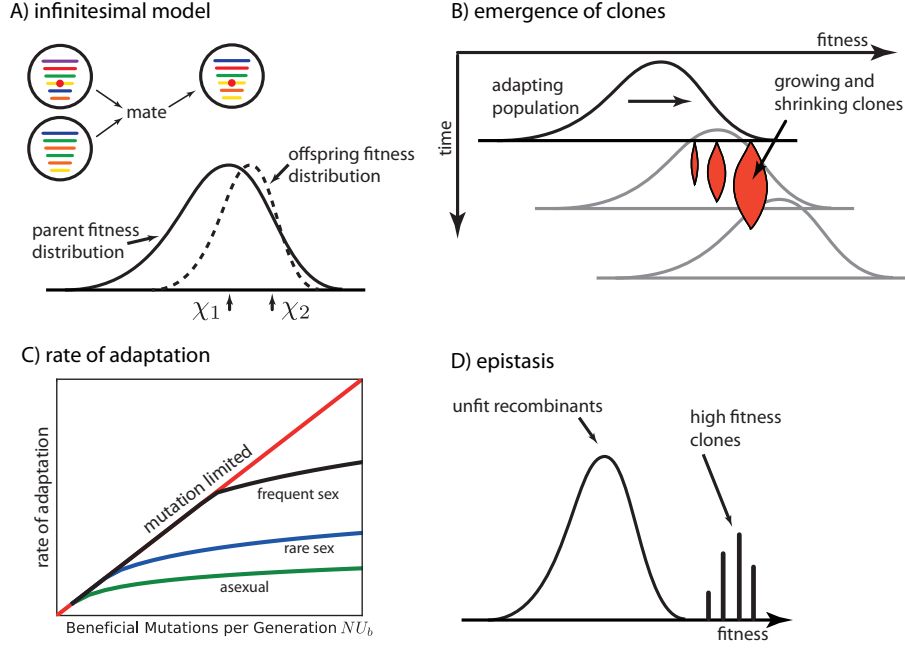 A) infinitesimal model
mate
offspring fitness
distribution
parent fitness
distribution
χ1
χ2
B) emergence of clones
fitness
time
adapting
population
growing and
shrinking clones
C) rate of adaptation
rate of adaptation
mutation limited
frequent sex
rare sex
asexual
Beneficial Mutations per Generation NU_b
D) epistasis
unfit recombinants
high fitness
clones
fitness